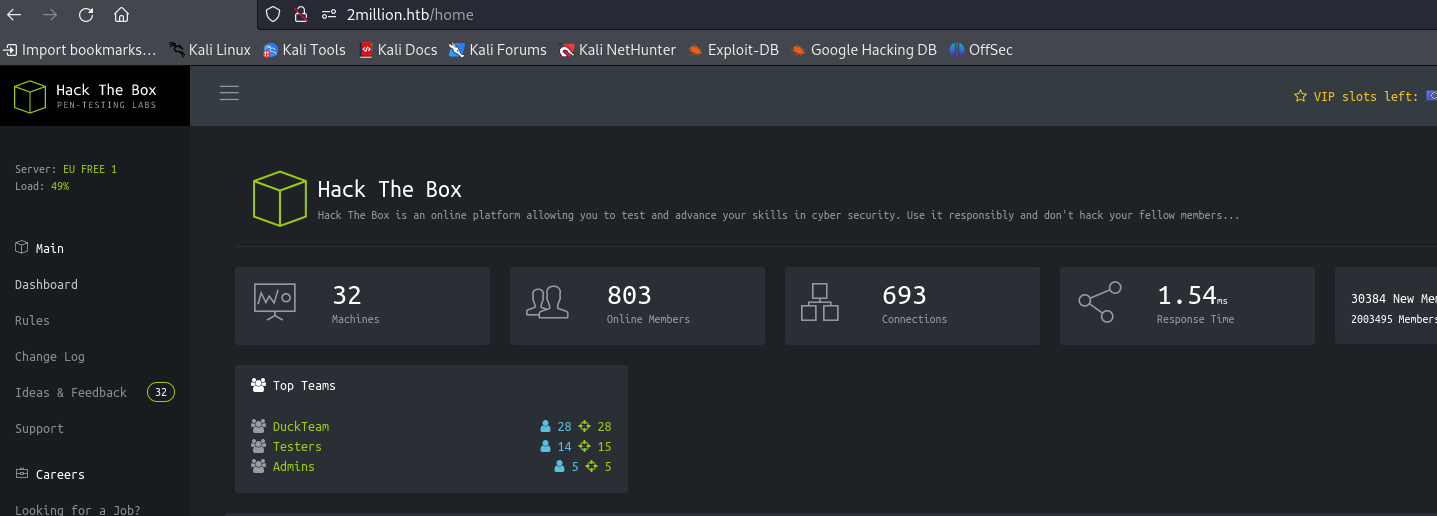 2million.htb/home
Import bookmarks... Kali Linux Kali Tools Kali Docs Kali Forums Kali NetHunter Exploit-DB Google Hacking DB OffSec
Hack The Box
PEN-TESTING LABS
VIP slots left:
Server: EU FREE 1
Load: 49%
Main
Dashboard
Rules
Change Log
Ideas & Feedback 32
Support
Careers
Looking for a Job?
Hack The Box
Hack The Box is an online platform allowing you to test and advance your skills in cyber security. Use it responsibly and don't hack your fellow members...
32
Machines
803
Online Members
693
Connections
1.54ms
Response Time
30384 New Mem
2003495 Members
Top Teams
DuckTeam 28 28
Testers 14 15
Admins 5 5